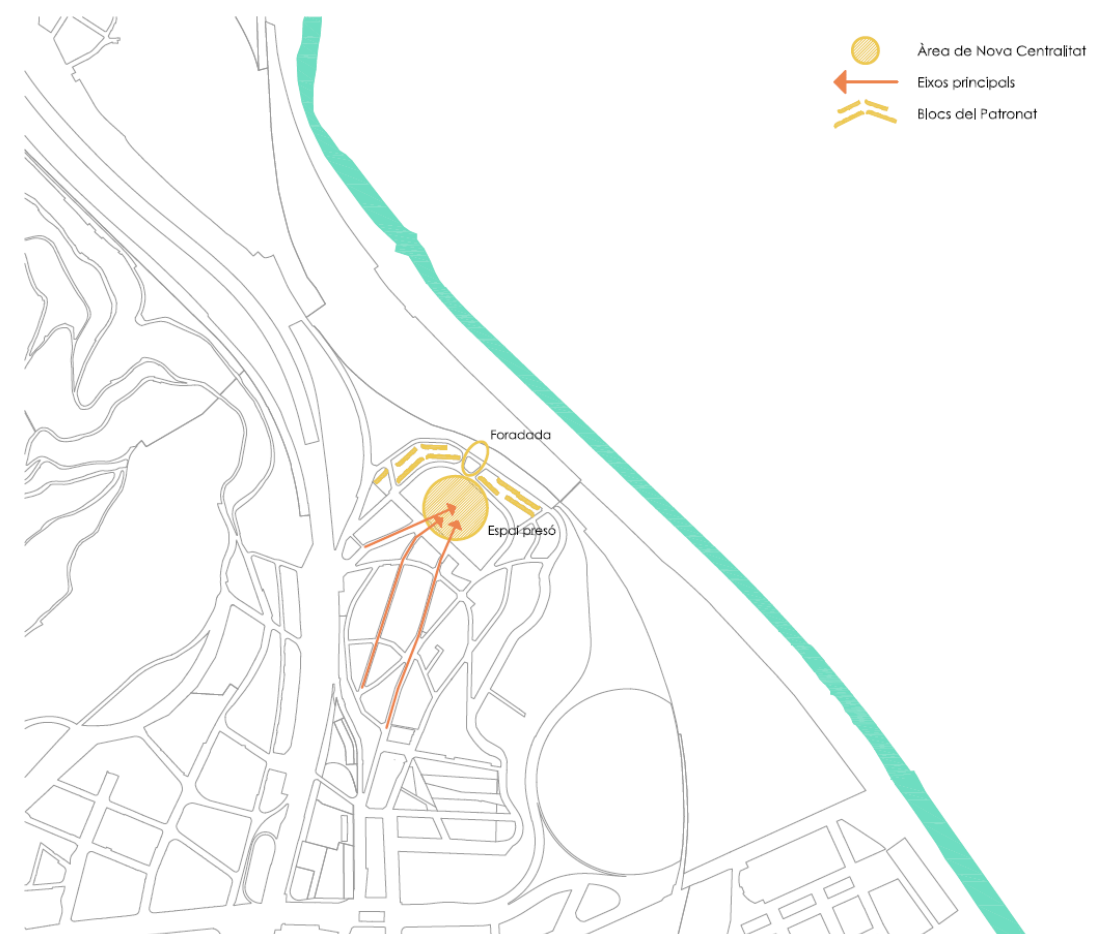 Àrea de Nova Centralitat
Eixos principals
Blocs del Patronat
Foradada
Espai presó